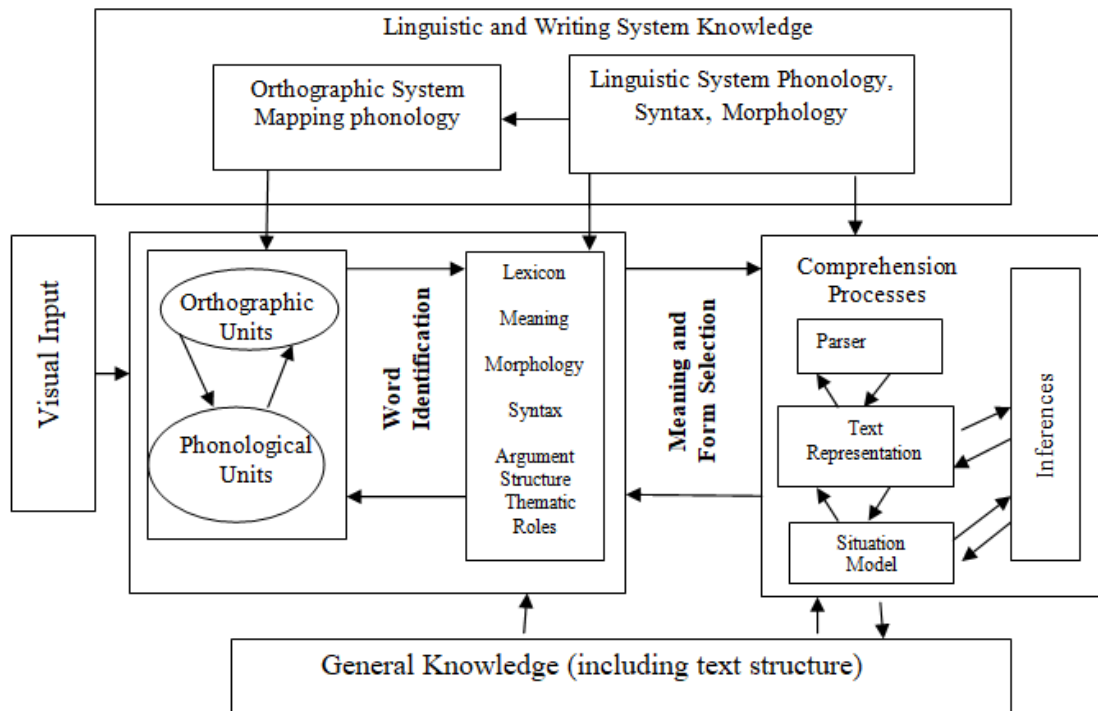 Linguistic and Writing System Knowledge
Orthographic System
Mapping phonology
Linguistic System Phonology,
Syntax, Morphology
Visual Input
Orthographic
Units
Phonological
Units
Word
Identification
Lexicon
Meaning
Morphology
Syntax
Argument
Structure
Thematic
Roles
Meaning and
Form Selection
Comprehension
Processes
Parser
Text
Representation
Situation
Model
Inferences
General Knowledge (including text structure)